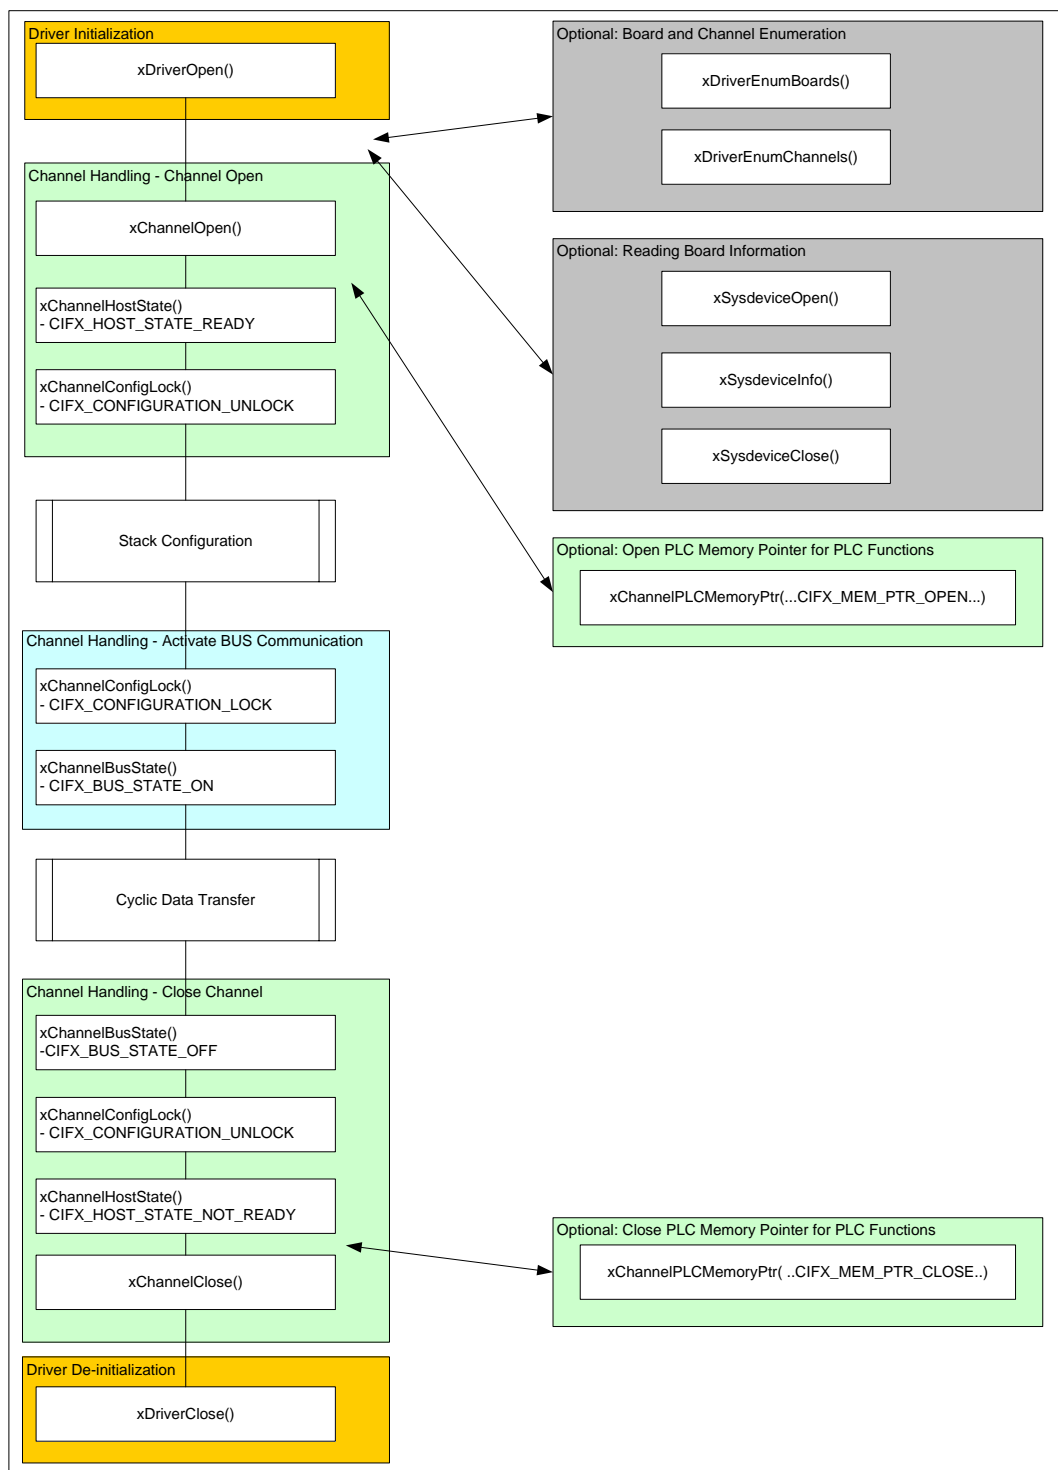 Driver Initialization
xDriverOpen()
Channel Handling - Channel Open
xChannelOpen()
xChannelHostState()
- CIFX_HOST_STATE_READY
xChannelConfigLock()
- CIFX_CONFIGURATION_UNLOCK
Stack Configuration
Channel Handling - Activate BUS Communication
xChannelConfigLock()
- CIFX_CONFIGURATION_LOCK
xChannelBusState()
- CIFX_BUS_STATE_ON
Cyclic Data Transfer
Channel Handling - Close Channel
xChannelBusState()
-CIFX_BUS_STATE_OFF
xChannelConfigLock()
- CIFX_CONFIGURATION_UNLOCK
xChannelHostState()
- CIFX_HOST_STATE_NOT_READY
xChannelClose()
Driver De-initialization
xDriverClose()
Optional: Board and Channel Enumeration
xDriverEnumBoards()
xDriverEnumChannels()
Optional: Reading Board Information
xSysdeviceOpen()
xSysdeviceInfo()
xSysdeviceClose()
Optional: Open PLC Memory Pointer for PLC Functions
xChannelPLCMemoryPtr(...CIFX_MEM_PTR_OPEN...)
Optional: Close PLC Memory Pointer for PLC Functions
xChannelPLCMemoryPtr( ..CIFX_MEM_PTR_CLOSE..)